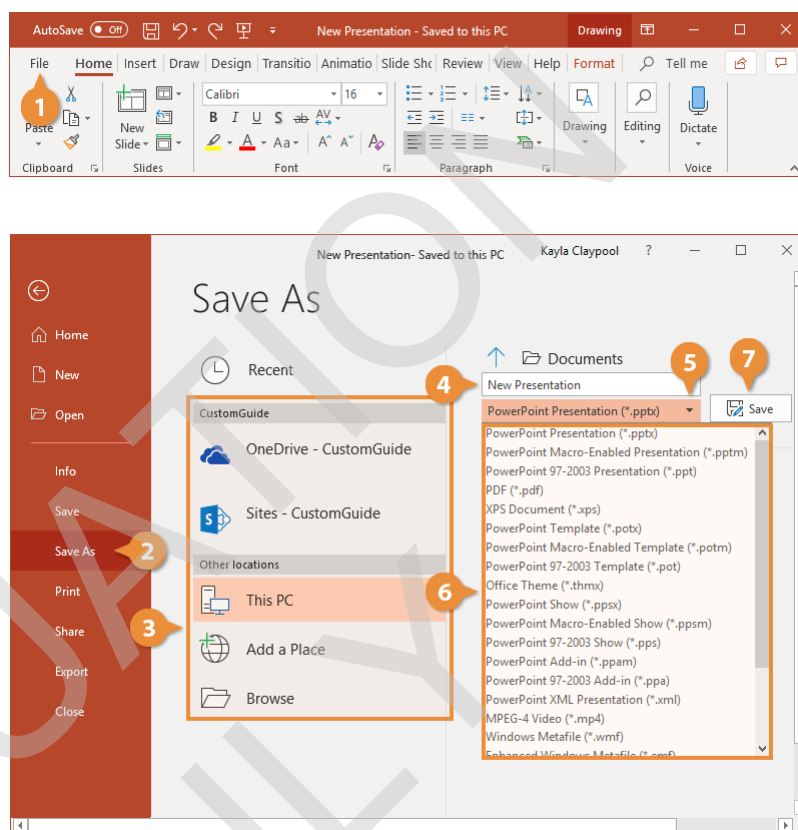 AutoSave Off New Presentation - Saved to this PC Drawing
File Home Insert Draw Design Transitio Animatio Slide Sho Review View Help Format Tell me
1
Calibri 16
B I U S ab AV
Aa A A A
Paste New Slide Drawing Editing Dictate
Clipboard Slides Font Paragraph Voice
New Presentation- Saved to this PC Kayla Claypool ?
Save As
Home
New
Open
Info
Save
Save As
2
Print
Share
Export
Close
3
Recent
CustomGuide
OneDrive - CustomGuide
S
Sites - CustomGuide
Other locations
This PC
Add a Place
Browse
Documents
4
New Presentation
5
PowerPoint Presentation (*.pptx)
7
Save
6
PowerPoint Presentation (*.pptx)
PowerPoint Macro-Enabled Presentation (*.pptm)
PowerPoint 97-2003 Presentation (*.ppt)
PDF (*.pdf)
XPS Document (*.xps)
PowerPoint Template (*.potx)
PowerPoint Macro-Enabled Template (*.potm)
PowerPoint 97-2003 Template (*.pot)
Office Theme (*.thmx)
PowerPoint Show (*.ppsx)
PowerPoint Macro-Enabled Show (*.ppsm)
PowerPoint 97-2003 Show (*.pps)
PowerPoint Add-in (*.ppam)
PowerPoint 97-2003 Add-in (*.ppa)
PowerPoint XML Presentation (*.xml)
MPEG-4 Video (*.mp4)
Windows Metafile (*.wmf)
Enhanced Windows Metafile (*.emf)